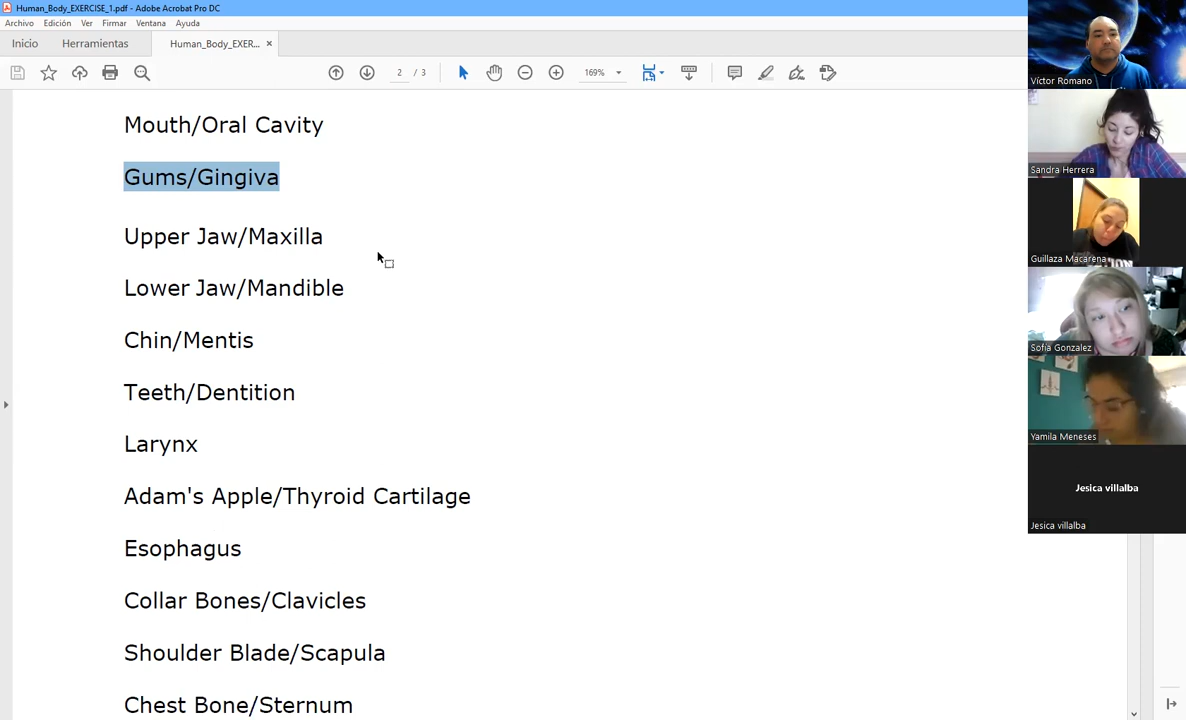 Human_Body_EXERCISE_1.pdf - Adobe Acrobat Pro DC
Archivo Edición Ver Firmar Ventana Ayuda
Inicio Herramientas Human_Body_EXER... ×
2 / 3 169%
Mouth/Oral Cavity
Gums/Gingiva
Upper Jaw/Maxilla
Lower Jaw/Mandible
Chin/Mentis
Teeth/Dentition
Larynx
Adam's Apple/Thyroid Cartilage
Esophagus
Collar Bones/Clavicles
Shoulder Blade/Scapula
Chest Bone/Sternum
Víctor Romano
Sandra Herrera
Guillaza Macarena
Sofia Gonzalez
Yamila Meneses
Jesica villalba
Jesica villalba